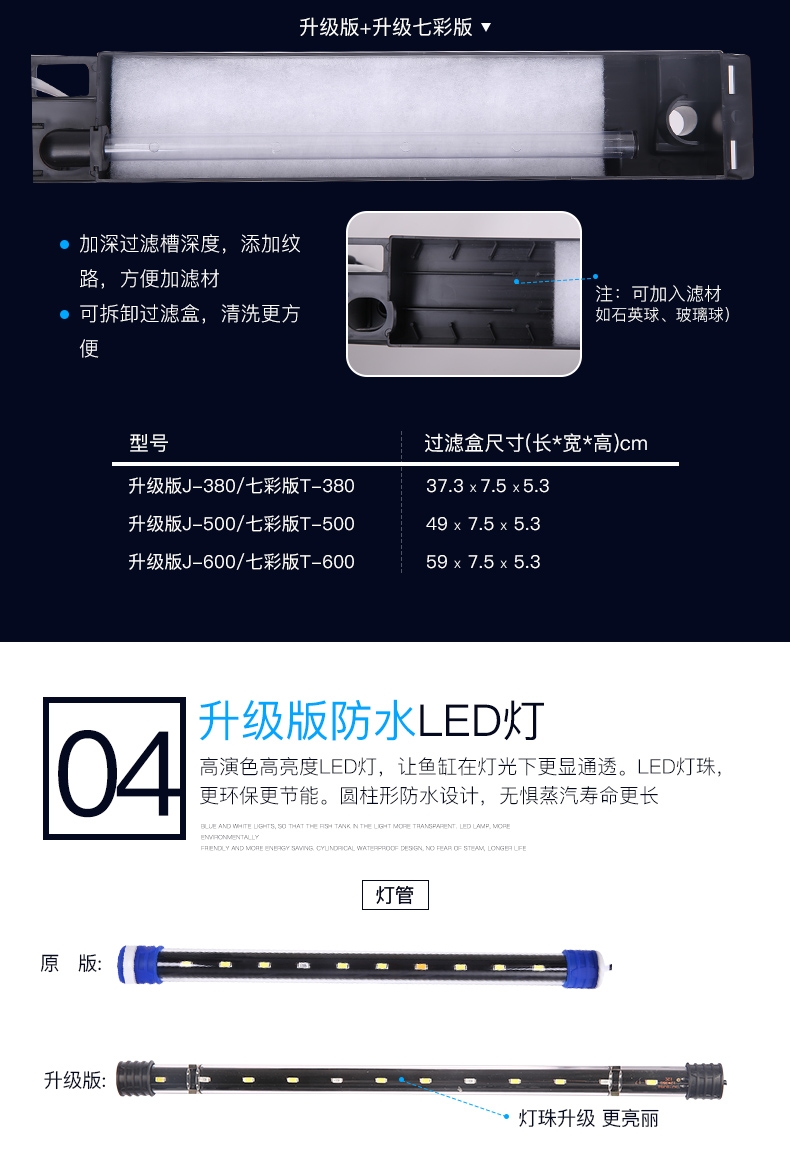 升级版+升级七彩版 ▼
● 加深过滤槽深度，添加纹
路，方便加滤材
● 可拆卸过滤盒，清洗更方
便
注：可加入滤材
如石英球、玻璃球)
型号 过滤盒尺寸(长*宽*高)cm
升级版J-380/七彩版T-380 37.3 x 7.5 x 5.3
升级版J-500/七彩版T-500 49 x 7.5 x 5.3
升级版J-600/七彩版T-600 59 x 7.5 x 5.3
04
升级版防水LED灯
高演色高亮度LED灯，让鱼缸在灯光下更显通透。LED灯珠，
更环保更节能。圆柱形防水设计，无惧蒸汽寿命更长
BLUE AND WHITE LIGHTS, SO THAT THE FISH TANK IN THE LIGHT MORE TRANSPARENT. LED LAMP, MORE
ENVIRONMENTALLY
FRIENDLY AND MORE ENERGY SAVING. CYLINDRICAL WATERPROOF DESIGN, NO FEAR OF STEAM, LONGER LIFE
灯管
原 版:
升级版:
灯珠升级 更亮丽